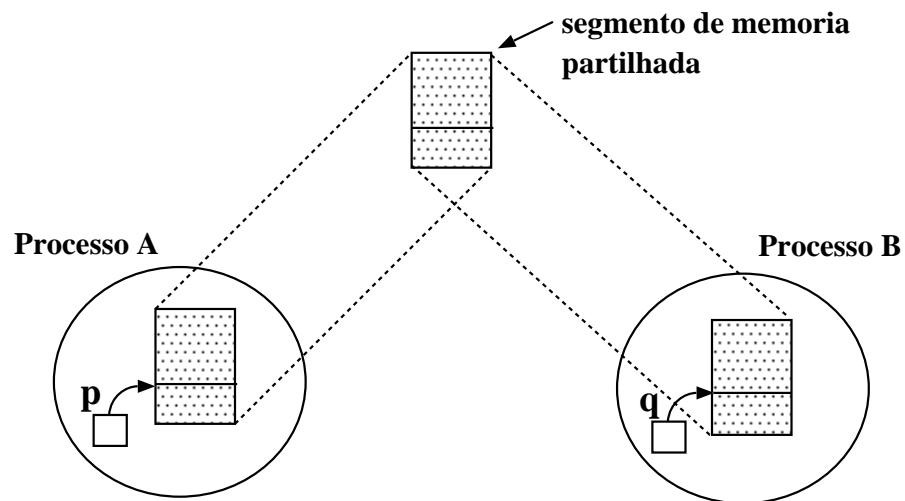 segmento de memoria
partilhada
Processo A
Processo B
p
q